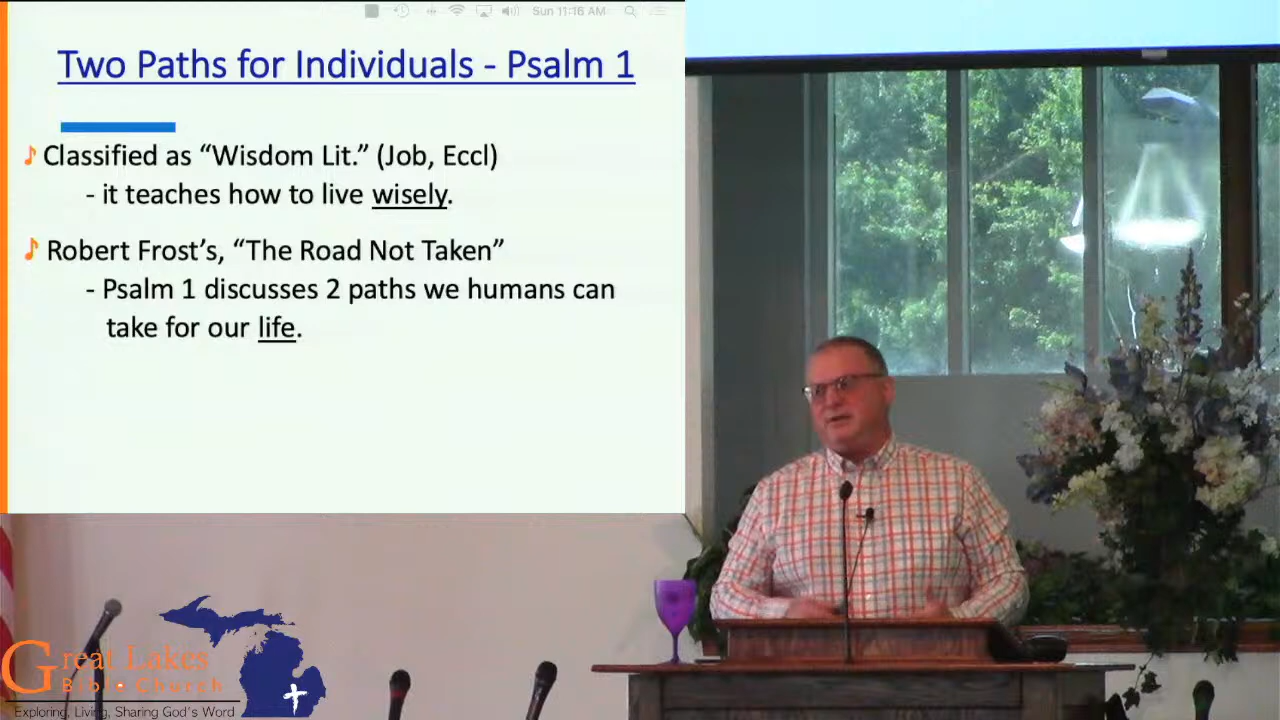 Sun 11:16 AM
Two Paths for Individuals - Psalm 1
Classified as “Wisdom Lit.” (Job, Eccl)
- it teaches how to live wisely.
Robert Frost’s, “The Road Not Taken”
- Psalm 1 discusses 2 paths we humans can
take for our life.
Great Lakes
Bible Church
Exploring, Living, Sharing God's Word